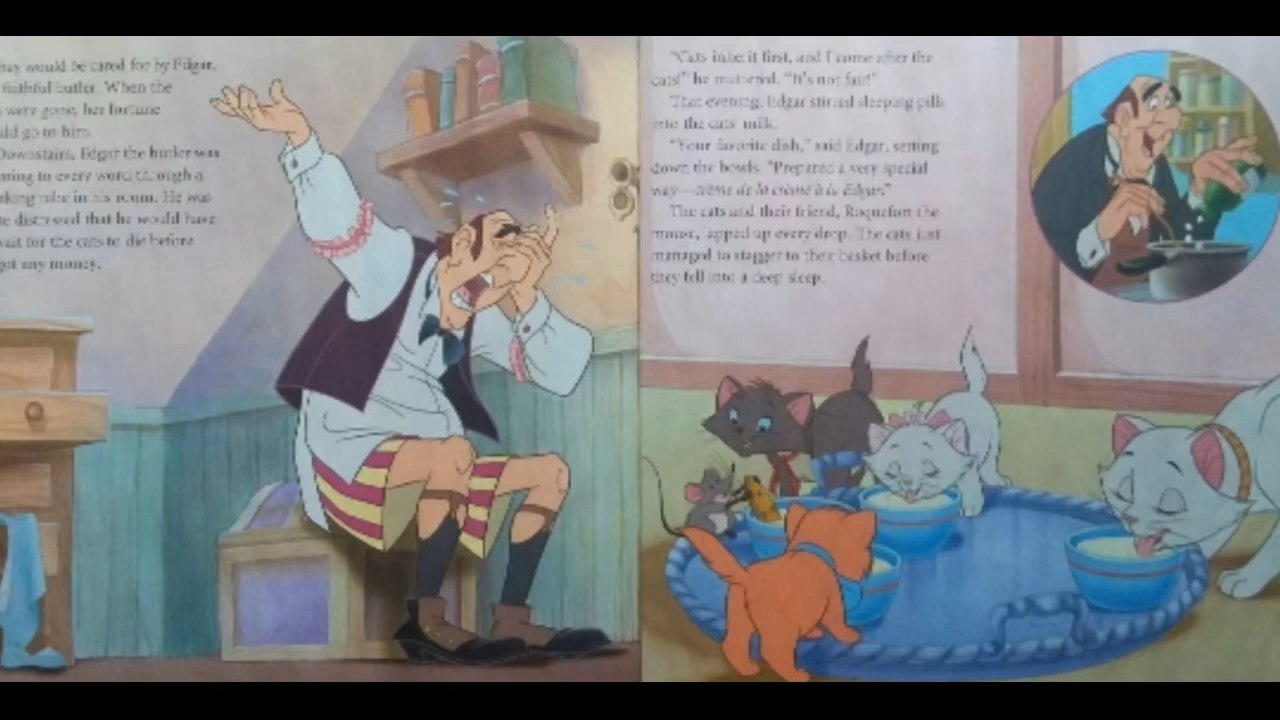 they would be cared for by Edgar,
faithful butler. When the
were gone, her fortune
would go to him.
Downstairs, Edgar the butler was
listening to every word through a
speaking tube in his room. He was
distressed that he would have
wait for the cats to die before
got any money.
"Cats inherit first, and I come after the
cats!" he muttered. "It's not fair!"
That evening, Edgar stirred sleeping pills
into the cats' milk.
"Your favorite dish," said Edgar, setting
down the bowls. "Prepared a very special
way—crème de la crème à la Edgar!"
The cats and their friend, Roquefort the
mouse, lapped up every drop. The cats just
managed to stagger to their basket before
they fell into a deep sleep.